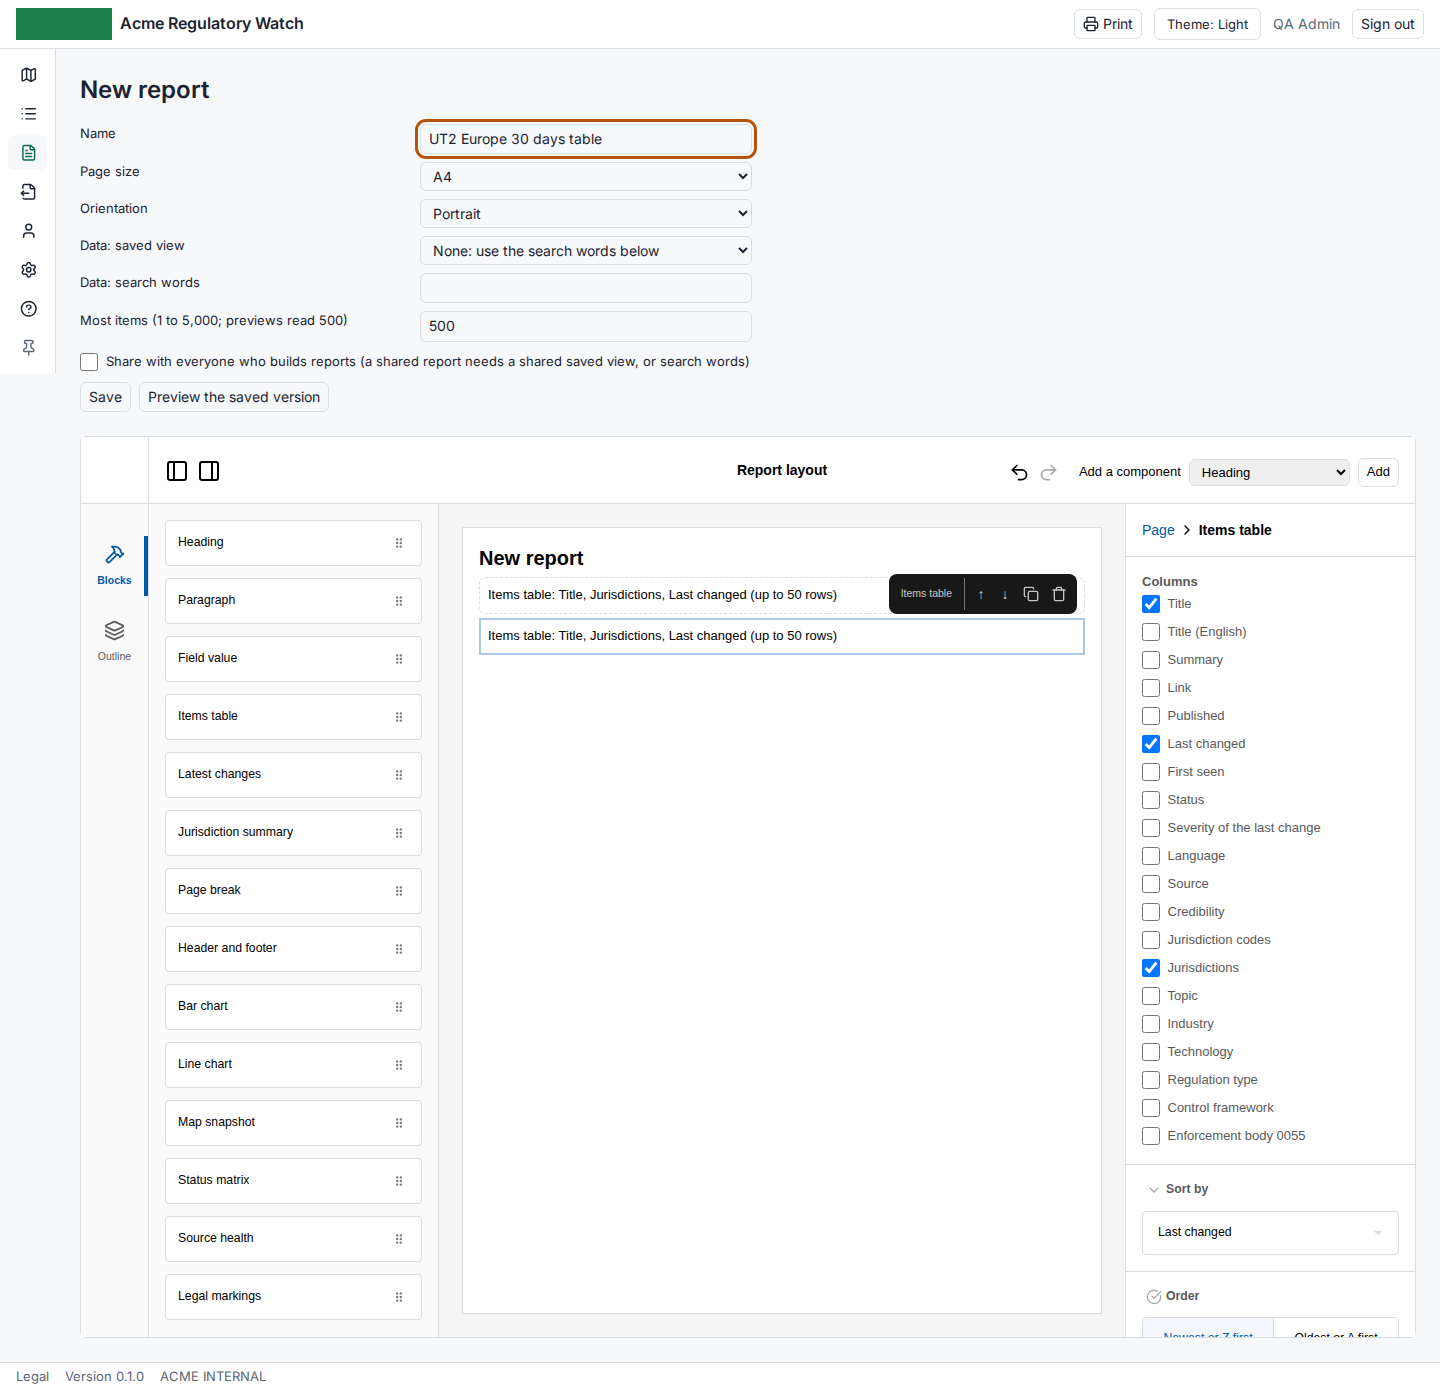 Acme Regulatory Watch
Print
Theme: Light
QA Admin
Sign out
New report
Name
UT2 Europe 30 days table
Page size
A4
Orientation
Portrait
Data: saved view
None: use the search words below
Data: search words
Most items (1 to 5,000; previews read 500)
500
Share with everyone who builds reports (a shared report needs a shared saved view, or search words)
Save
Preview the saved version
Report layout
Add a component
Heading
Add
Blocks
Outline
Heading
Paragraph
Field value
Items table
Latest changes
Jurisdiction summary
Page break
Header and footer
Bar chart
Line chart
Map snapshot
Status matrix
Source health
Legal markings
New report
Items table: Title, Jurisdictions, Last changed (up to 50 rows)
Items table
Items table: Title, Jurisdictions, Last changed (up to 50 rows)
Page
Items table
Columns
Title
Title (English)
Summary
Link
Published
Last changed
First seen
Status
Severity of the last change
Language
Source
Credibility
Jurisdiction codes
Jurisdictions
Topic
Industry
Technology
Regulation type
Control framework
Enforcement body 0055
Sort by
Last changed
Order
Newest or Z first
Oldest or A first
Legal
Version 0.1.0
ACME INTERNAL